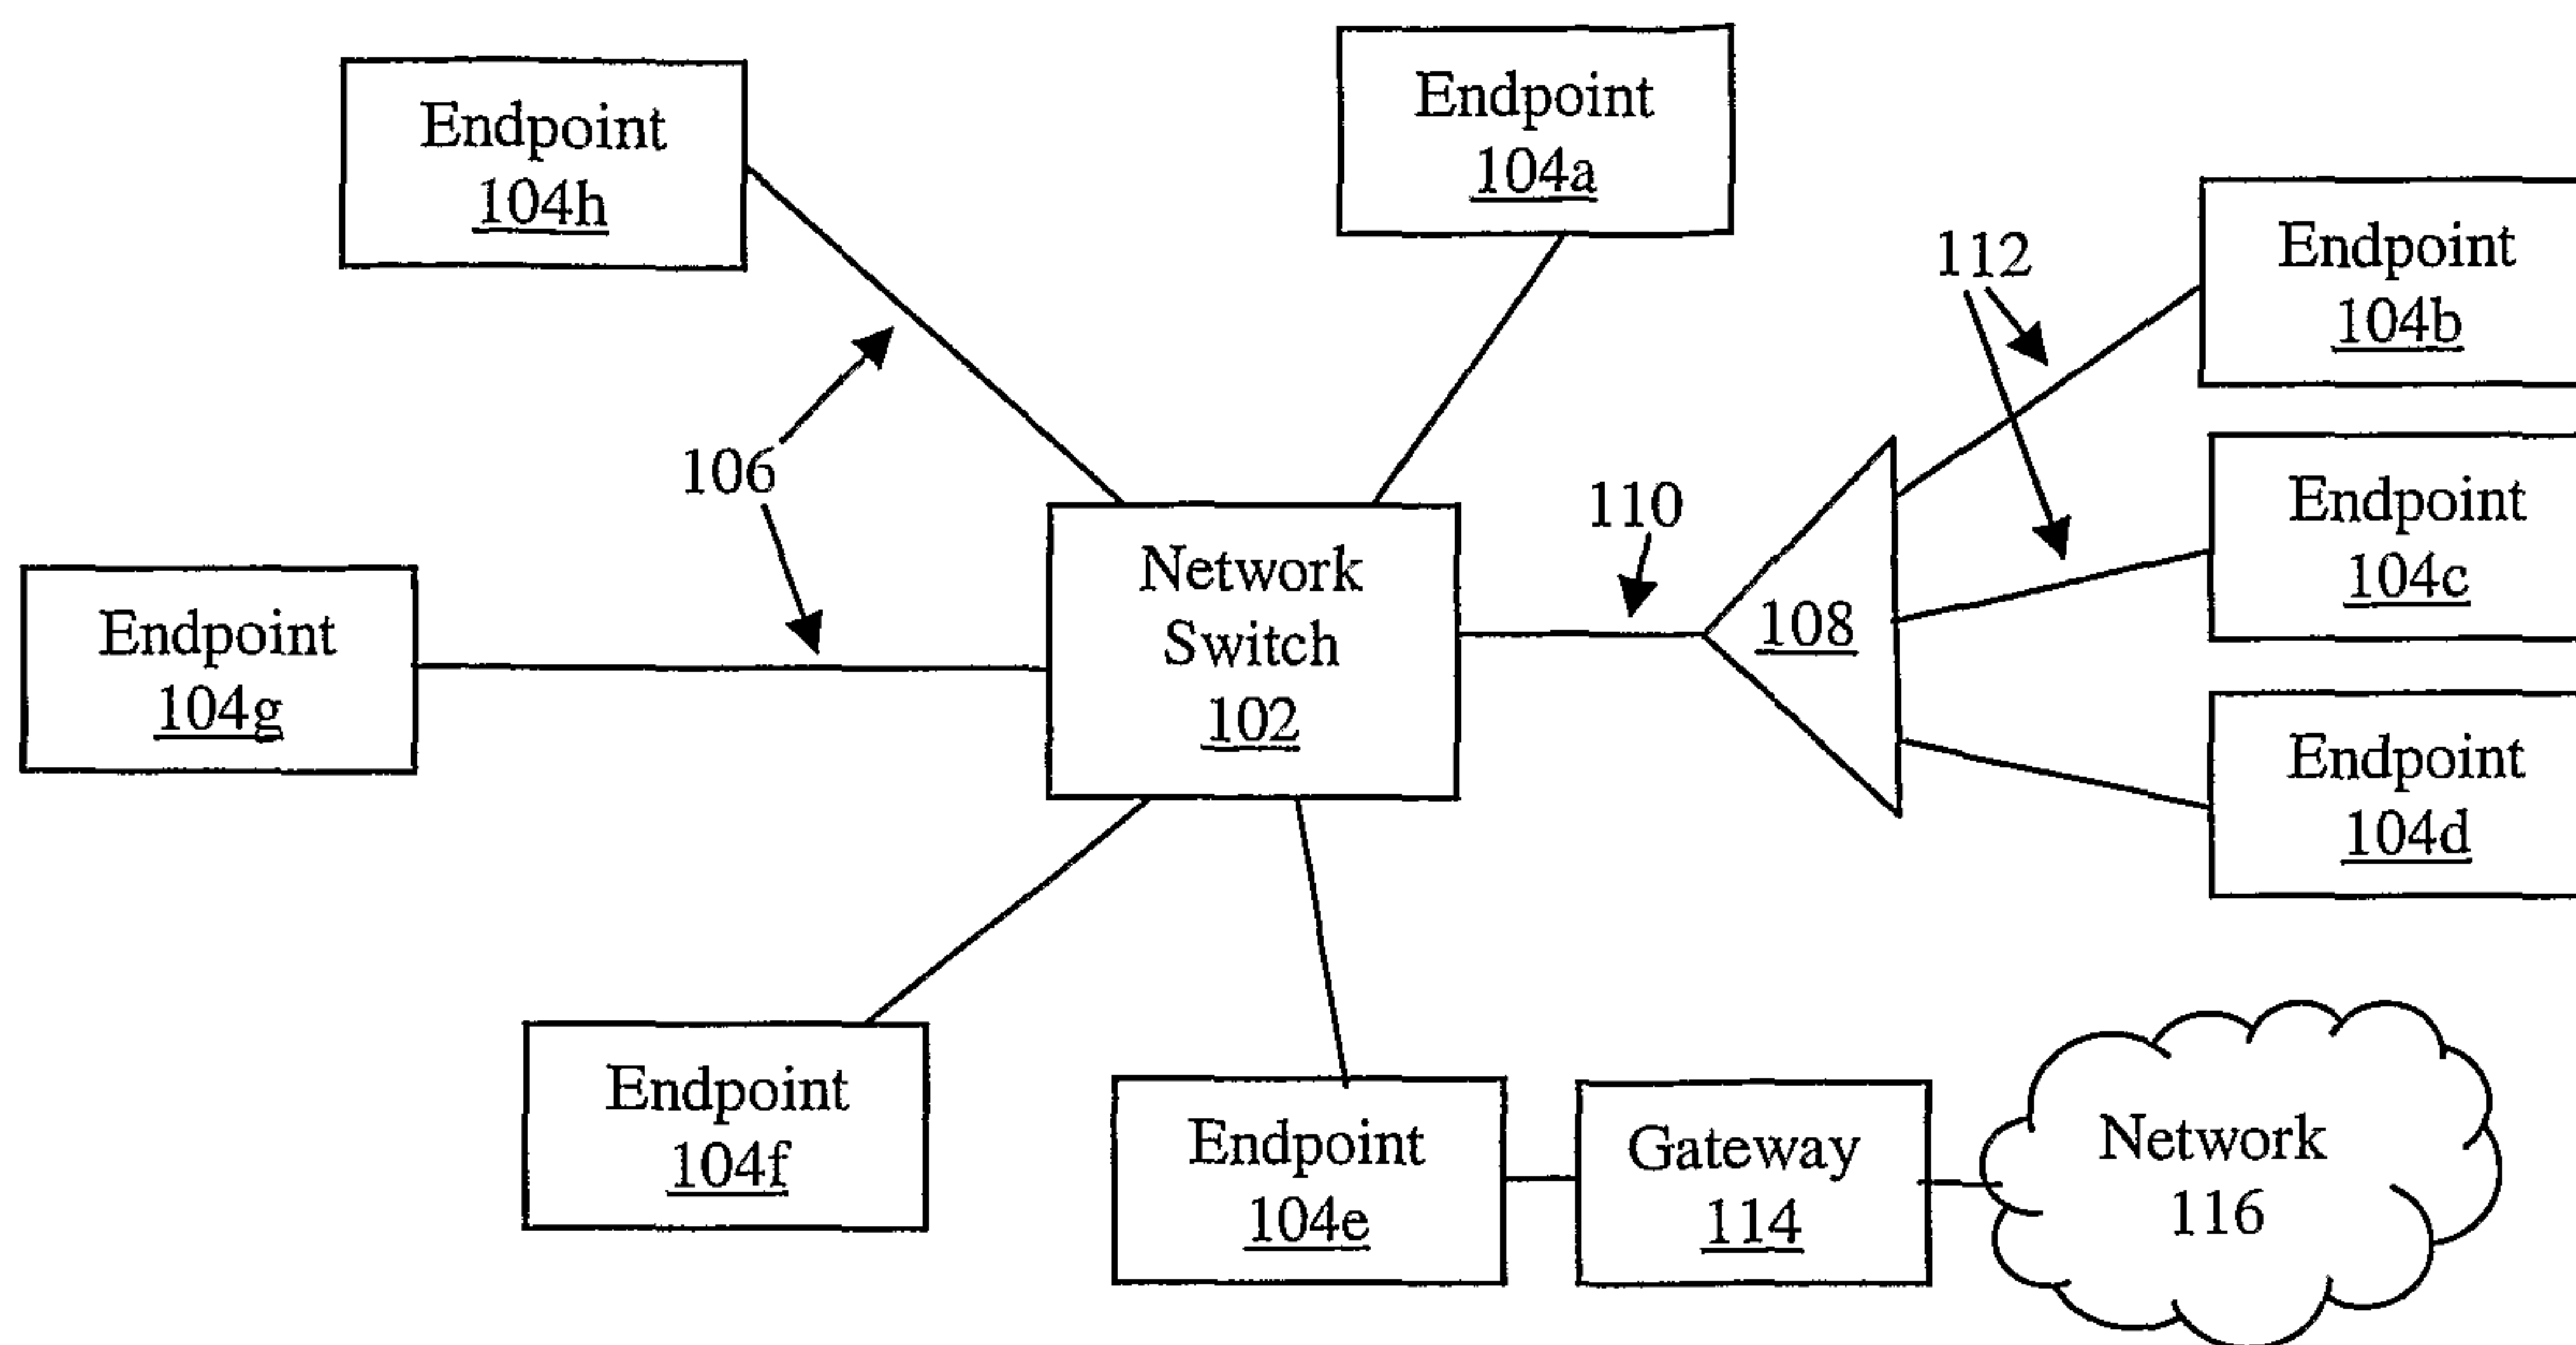 Endpoint
104h
Endpoint
104a
Endpoint
104b
112
106
110
Endpoint
104c
Network
Switch
102
108
Endpoint
104g
Endpoint
104d
Endpoint
104f
Endpoint
104e
Gateway
114
Network
116